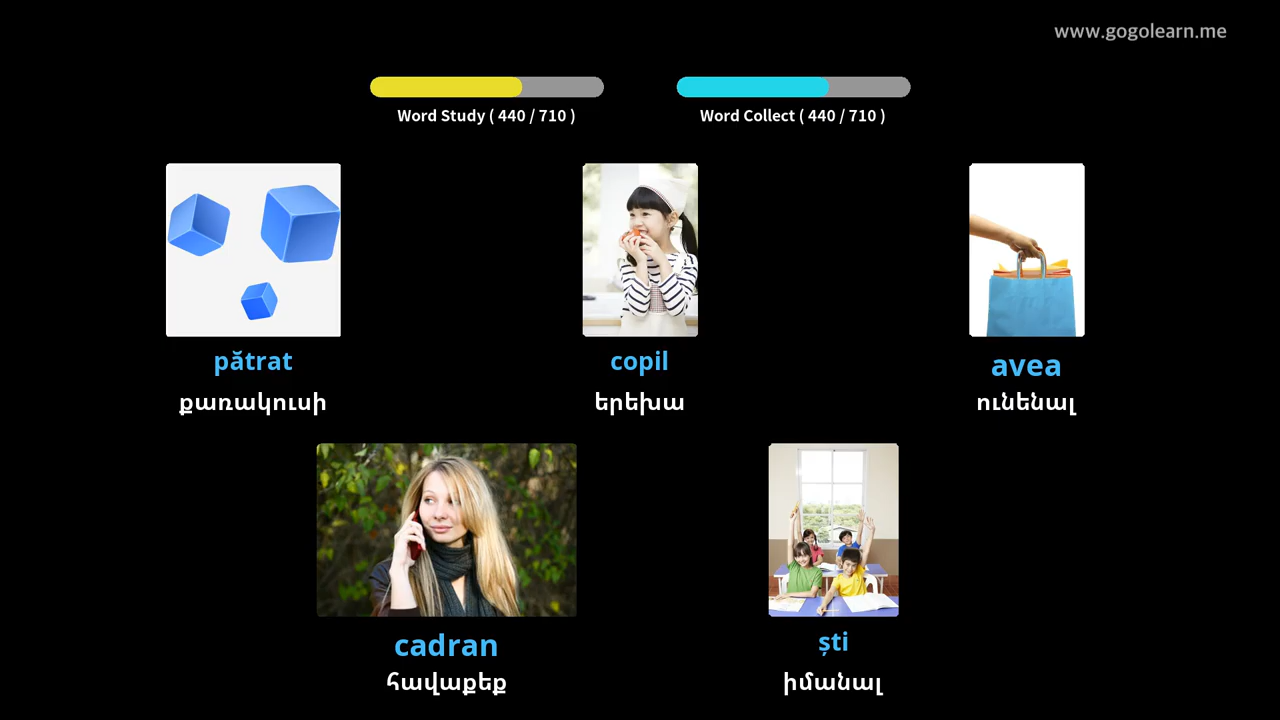 www.gogolearn.me
Word Study ( 440 / 710 )
Word Collect ( 440 / 710 )
pătrat
քառակուսի
copil
երեխա
avea
ունենալ
cadran
հավաքեք
ști
իմանալ